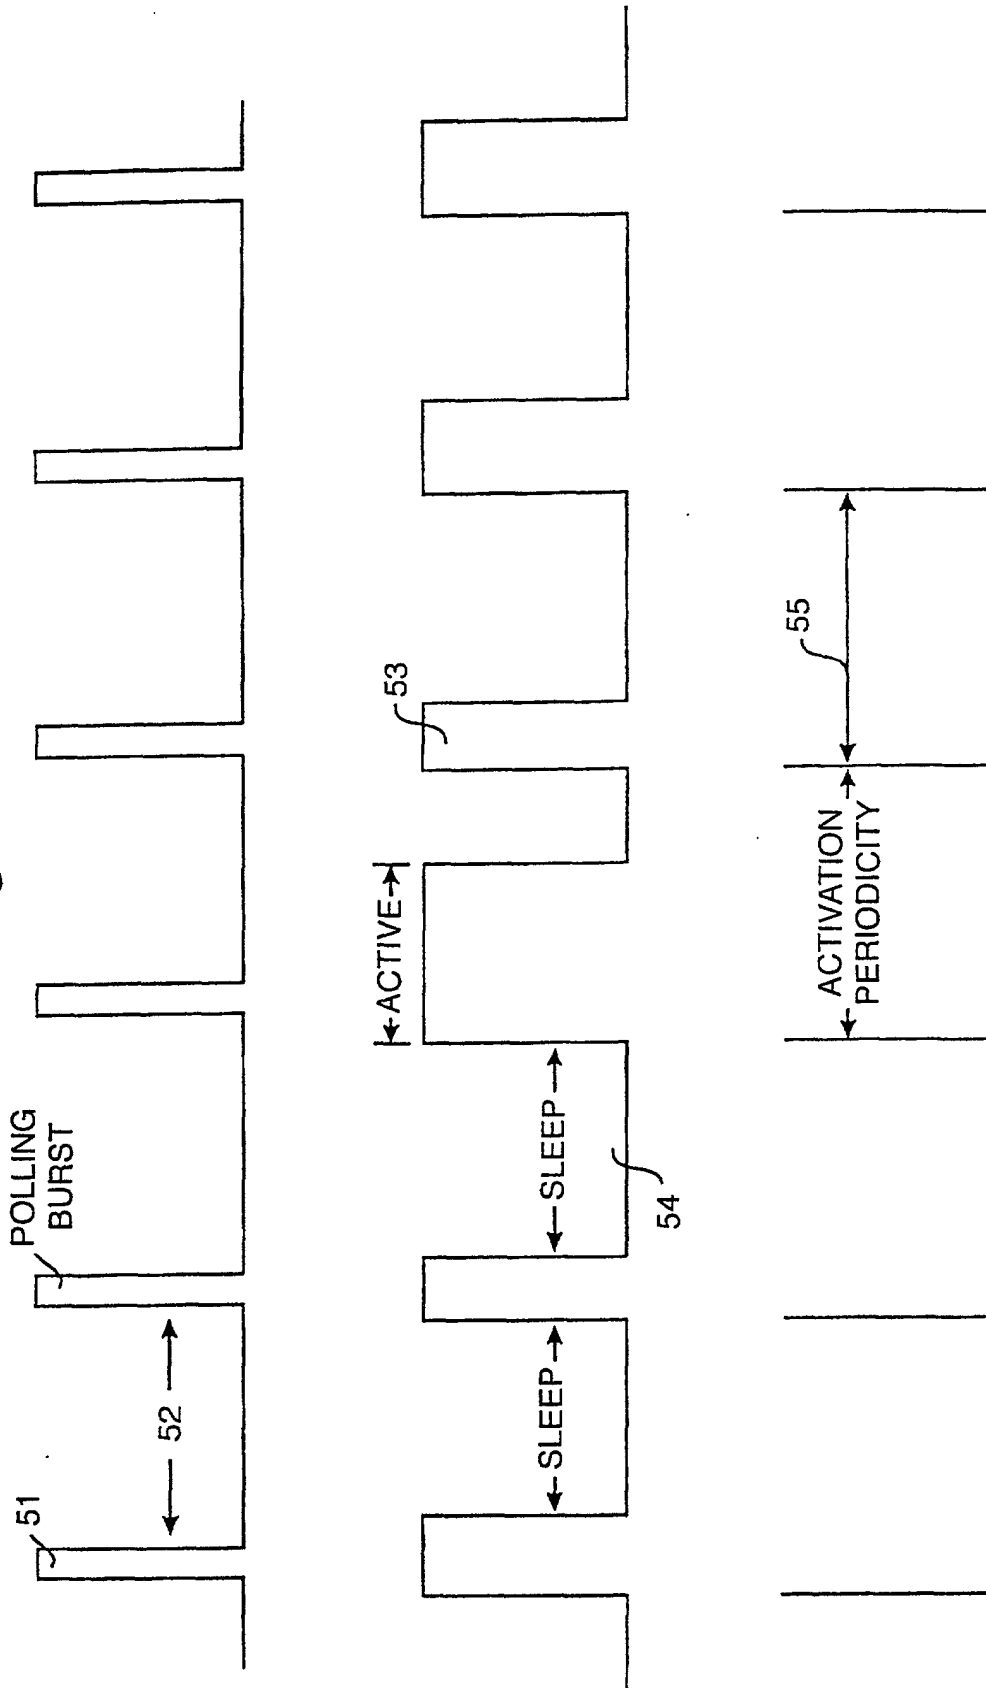 51
52
POLLING
BURST
SLEEP
SLEEP
54
ACTIVE
53
ACTIVATION
PERIODICITY
55